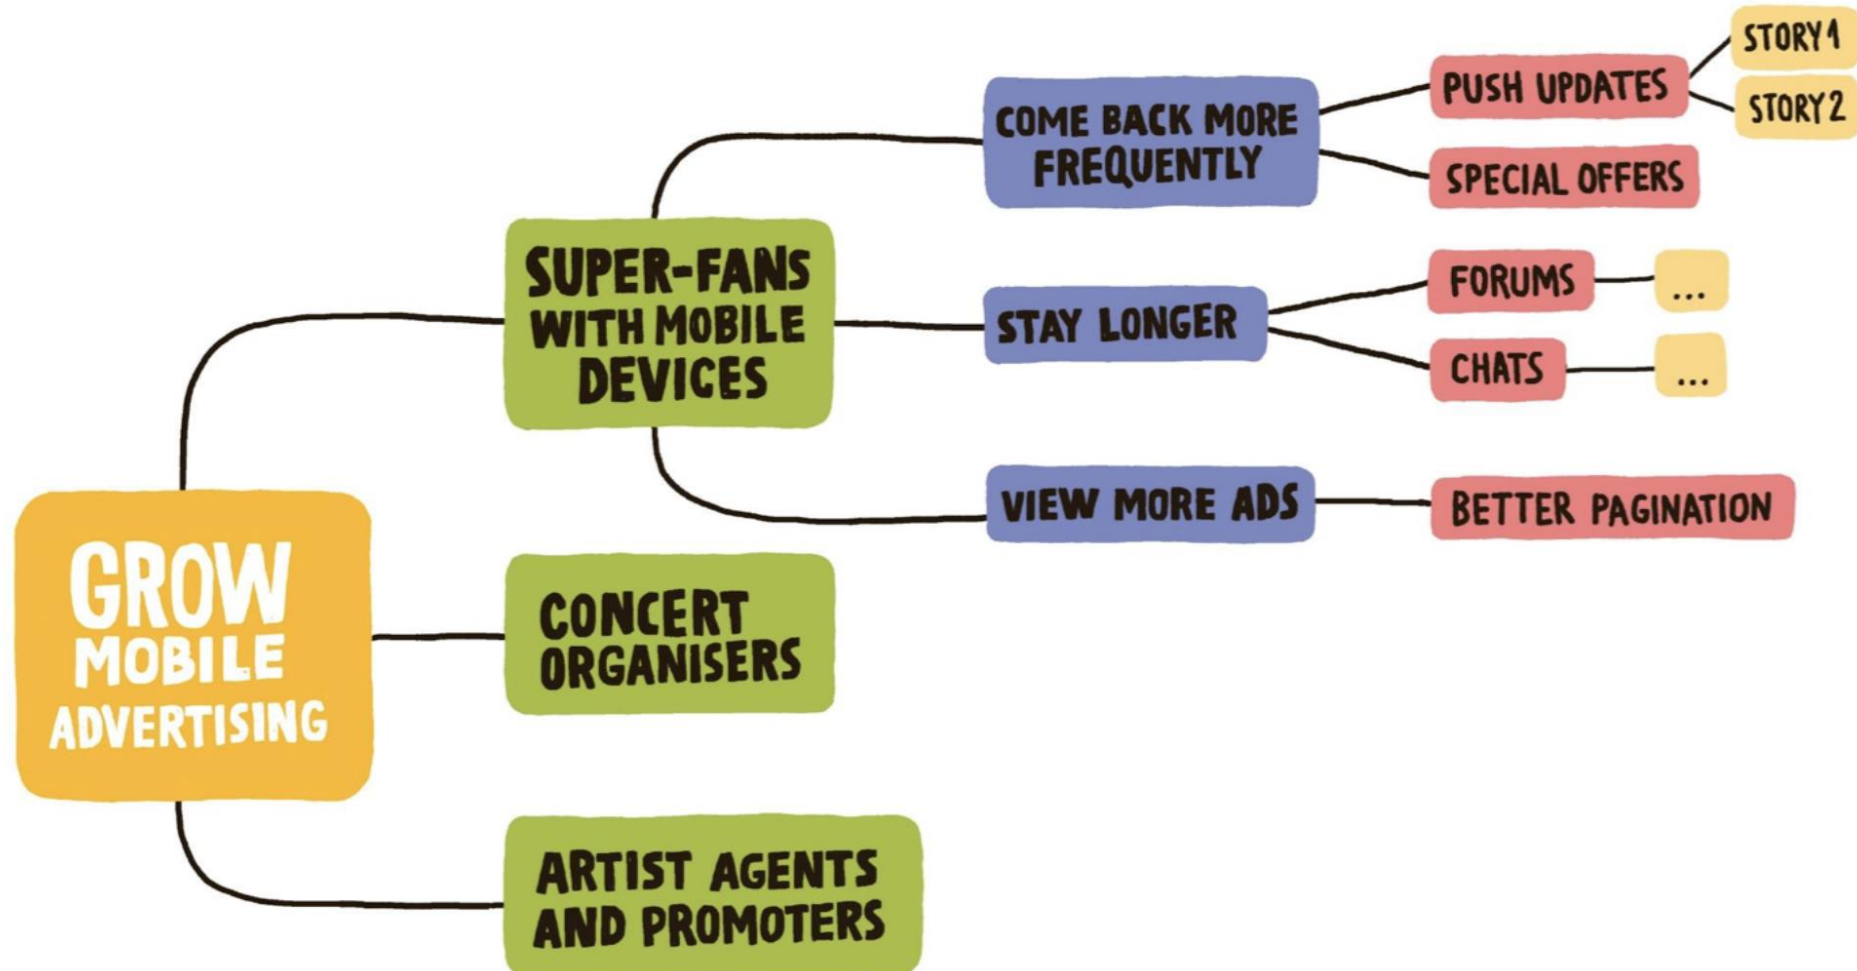 GROW
MOBILE
ADVERTISING
SUPER-FANS
WITH MOBILE
DEVICES
COME BACK MORE
FREQUENTLY
PUSH UPDATES
STORY 1
STORY 2
SPECIAL OFFERS
STAY LONGER
FORUMS
...
CHATS
...
VIEW MORE ADS
BETTER PAGINATION
CONCERT
ORGANISERS
ARTIST AGENTS
AND PROMOTERS